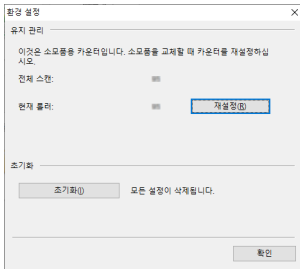 환경 설정
유지 관리
이것은 소모품용 카운터입니다. 소모품을 교체할 때 카운터를 재설정하십
시오.
전체 스캔:
현재 롤러:
재설정(R)
초기화
초기화(I)
모든 설정이 삭제됩니다.
확인